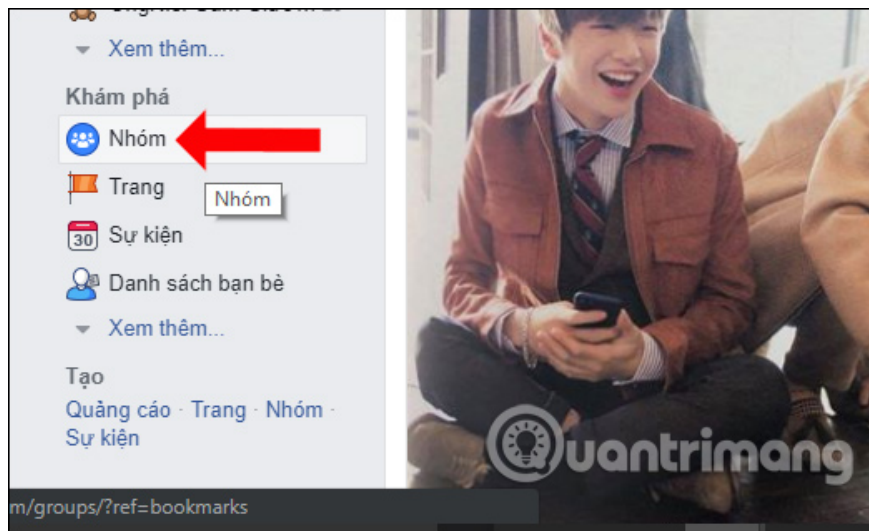 Xem thêm...
Khám phá
Nhóm
Trang
Nhóm
Sự kiện
30
Danh sách bạn bè
Xem thêm...
Tạo
Quảng cáo · Trang · Nhóm ·
Sự kiện
Quantrimang
m/groups/?ref=bookmarks